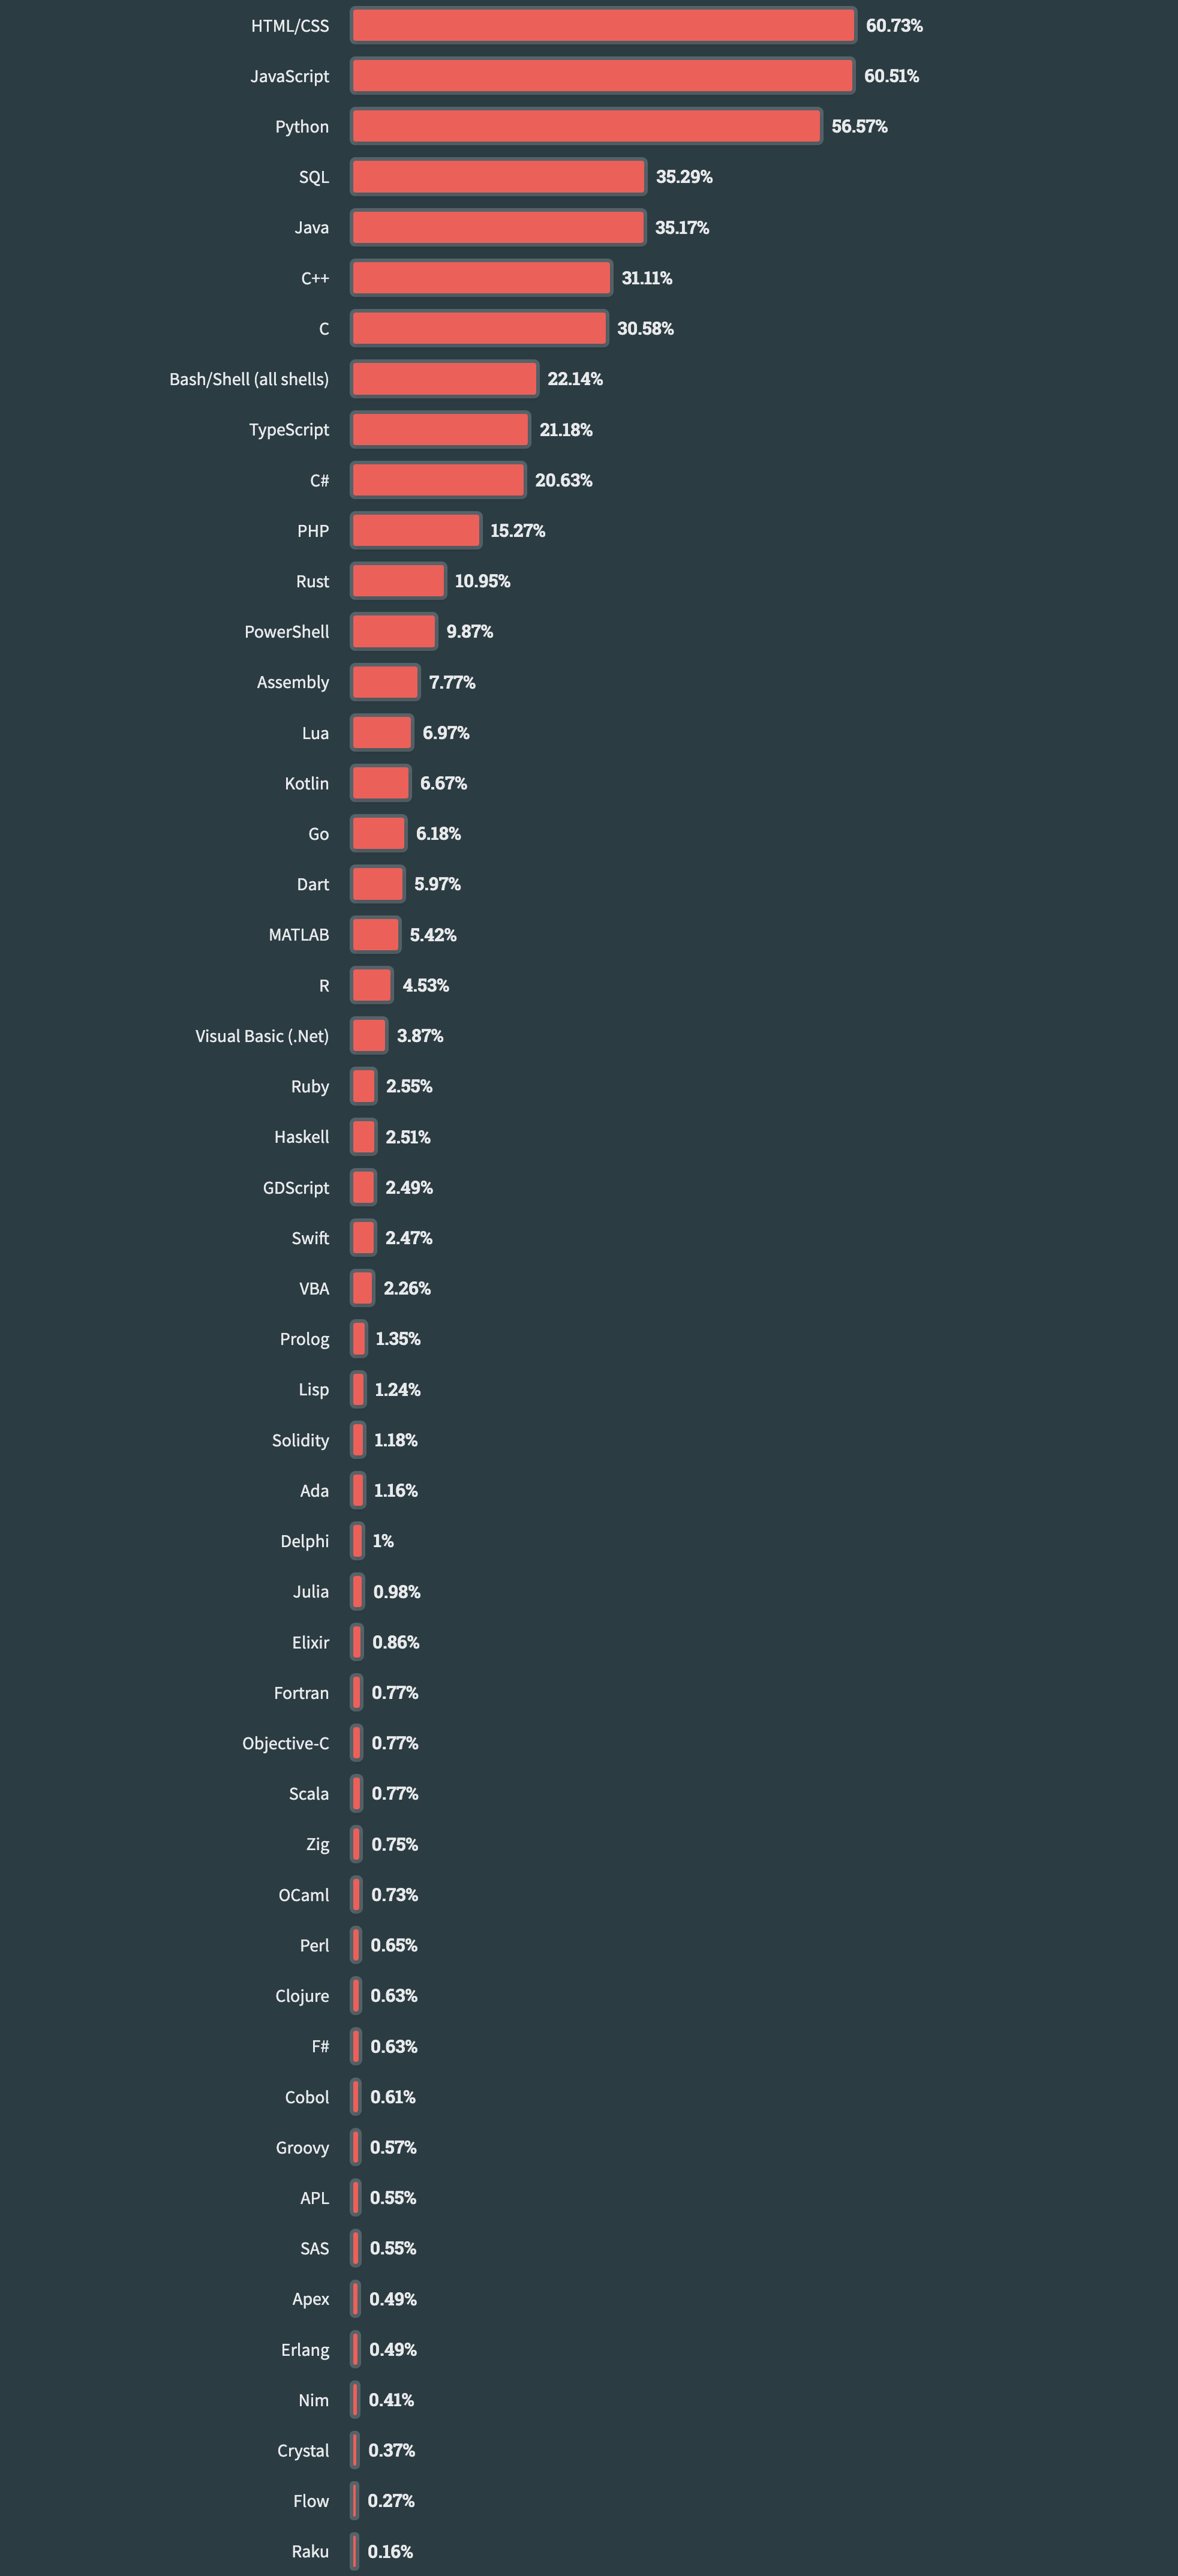 HTML/CSS 60.73%
JavaScript 60.51%
Python 56.57%
SQL 35.29%
Java 35.17%
C++ 31.11%
C 30.58%
Bash/Shell (all shells) 22.14%
TypeScript 21.18%
C# 20.63%
PHP 15.27%
Rust 10.95%
PowerShell 9.87%
Assembly 7.77%
Lua 6.97%
Kotlin 6.67%
Go 6.18%
Dart 5.97%
MATLAB 5.42%
R 4.53%
Visual Basic (.Net) 3.87%
Ruby 2.55%
Haskell 2.51%
GDScript 2.49%
Swift 2.47%
VBA 2.26%
Prolog 1.35%
Lisp 1.24%
Solidity 1.18%
Ada 1.16%
Delphi 1%
Julia 0.98%
Elixir 0.86%
Fortran 0.77%
Objective-C 0.77%
Scala 0.77%
Zig 0.75%
OCaml 0.73%
Perl 0.65%
Clojure 0.63%
F# 0.63%
Cobol 0.61%
Groovy 0.57%
APL 0.55%
SAS 0.55%
Apex 0.49%
Erlang 0.49%
Nim 0.41%
Crystal 0.37%
Flow 0.27%
Raku 0.16%